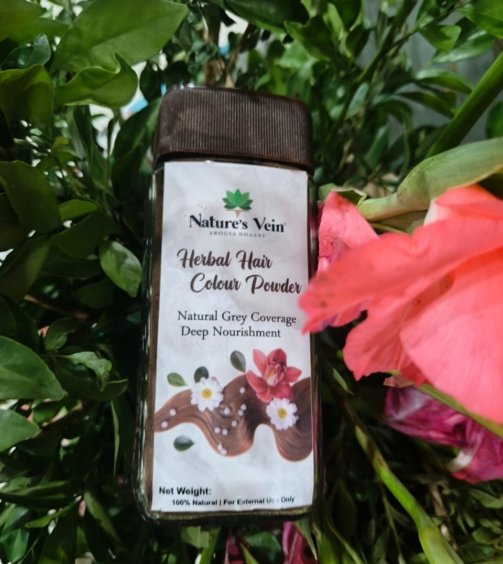 Nature's Vein
AROGYA DHAARA
Herbal Hair
Colour Powder
Natural Grey Coverage
Deep Nourishment
Net Weight:
100% Natural | For External Use Only